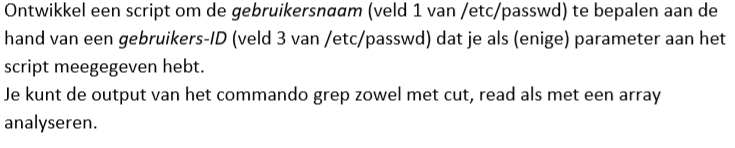 Ontwikkel een script om de gebruikersnaam (veld 1 van /etc/passwd) te bepalen aan de
hand van een gebruikers-ID (veld 3 van /etc/passwd) dat je als (enige) parameter aan het
script meegegeven hebt.
Je kunt de output van het commando grep zowel met cut, read als met een array
analyseren.